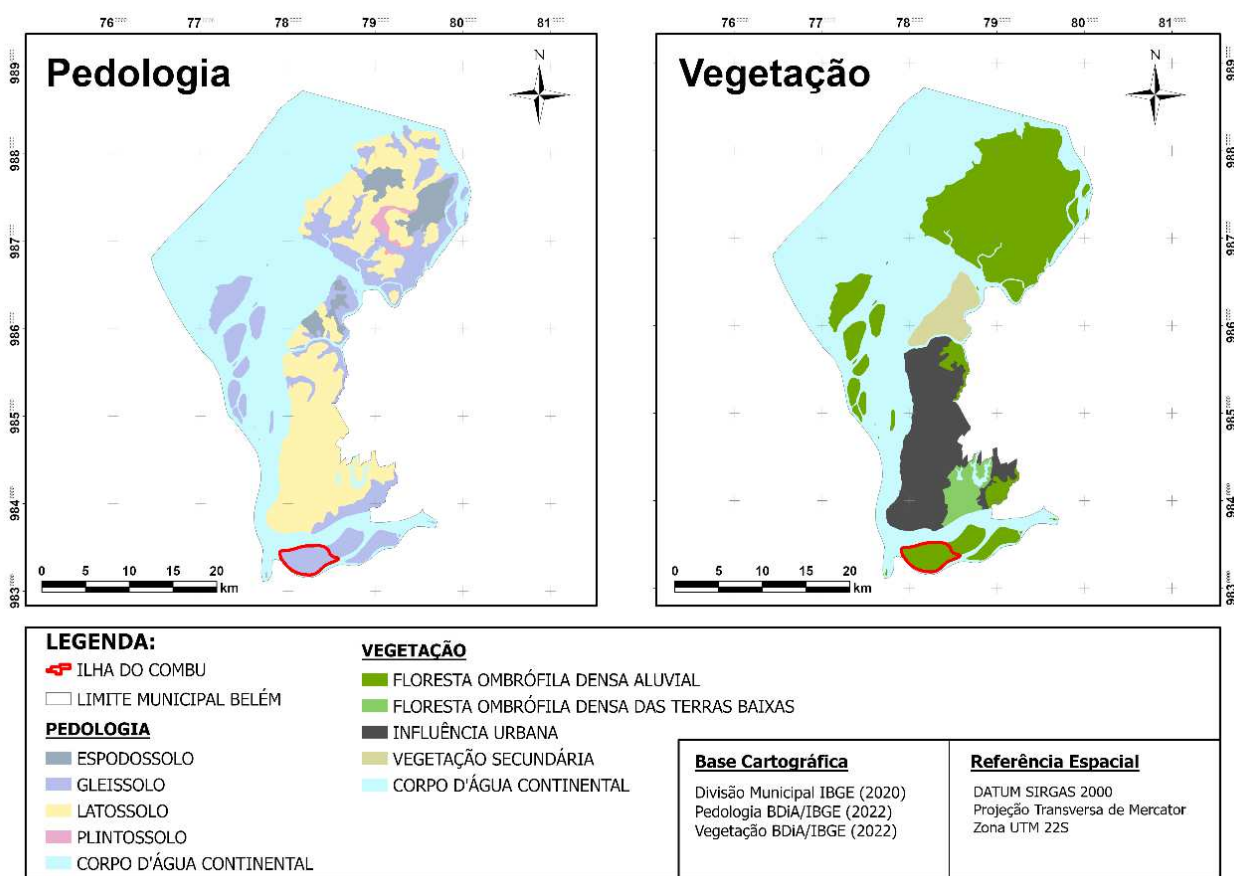 76 77 78 79 80 81
76 77 78 79 80 81
Pedologia
N
Vegetação
N
989
988
987
986
985
984
983
989
988
987
986
985
984
983
0 5 10 15 20
km
0 5 10 15 20
km
LEGENDA:
ILHA DO COMBU
LIMITE MUNICIPAL BELÉM
PEDOLOGIA
ESPODOSSOLO
GLEISSOLO
LATOSSOLO
PLINTOSSOLO
CORPO D'ÁGUA CONTINENTAL
VEGETAÇÃO
FLORESTA OMBRÓFILA DENSA ALUVIAL
FLORESTA OMBRÓFILA DENSA DAS TERRAS BAIXAS
INFLUÊNCIA URBANA
VEGETAÇÃO SECUNDÁRIA
CORPO D'ÁGUA CONTINENTAL
Base Cartográfica
Divisão Municipal IBGE (2020)
Pedologia BDiA/IBGE (2022)
Vegetação BDiA/IBGE (2022)
Referência Espacial
DATUM SIRGAS 2000
Projeção Transversa de Mercator
Zona UTM 22S